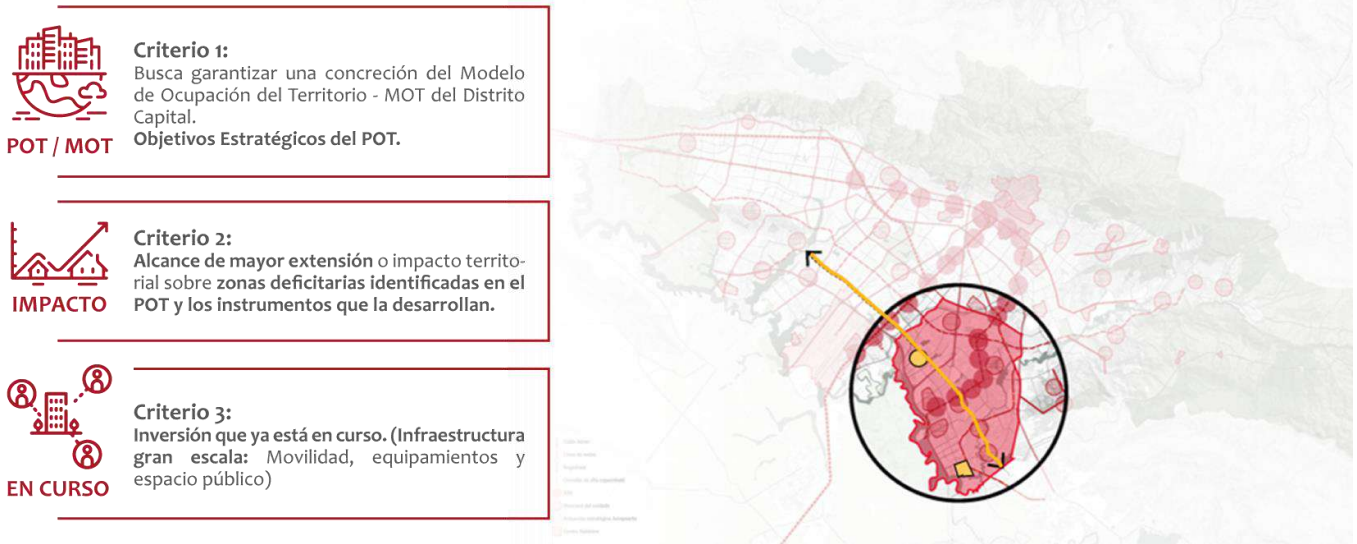 POT / MOT
Criterio 1:
Busca garantizar una concreción del Modelo
de Ocupación del Territorio - MOT del Distrito
Capital.
Objetivos Estratégicos del POT.
IMPACTO
Criterio 2:
Alcance de mayor extensión o impacto territo-
rial sobre zonas deficitarias identificadas en el
POT y los instrumentos que la desarrollan.
EN CURSO
Criterio 3:
Inversión que ya está en curso. (Infraestructura
gran escala: Movilidad, equipamientos y
espacio público)